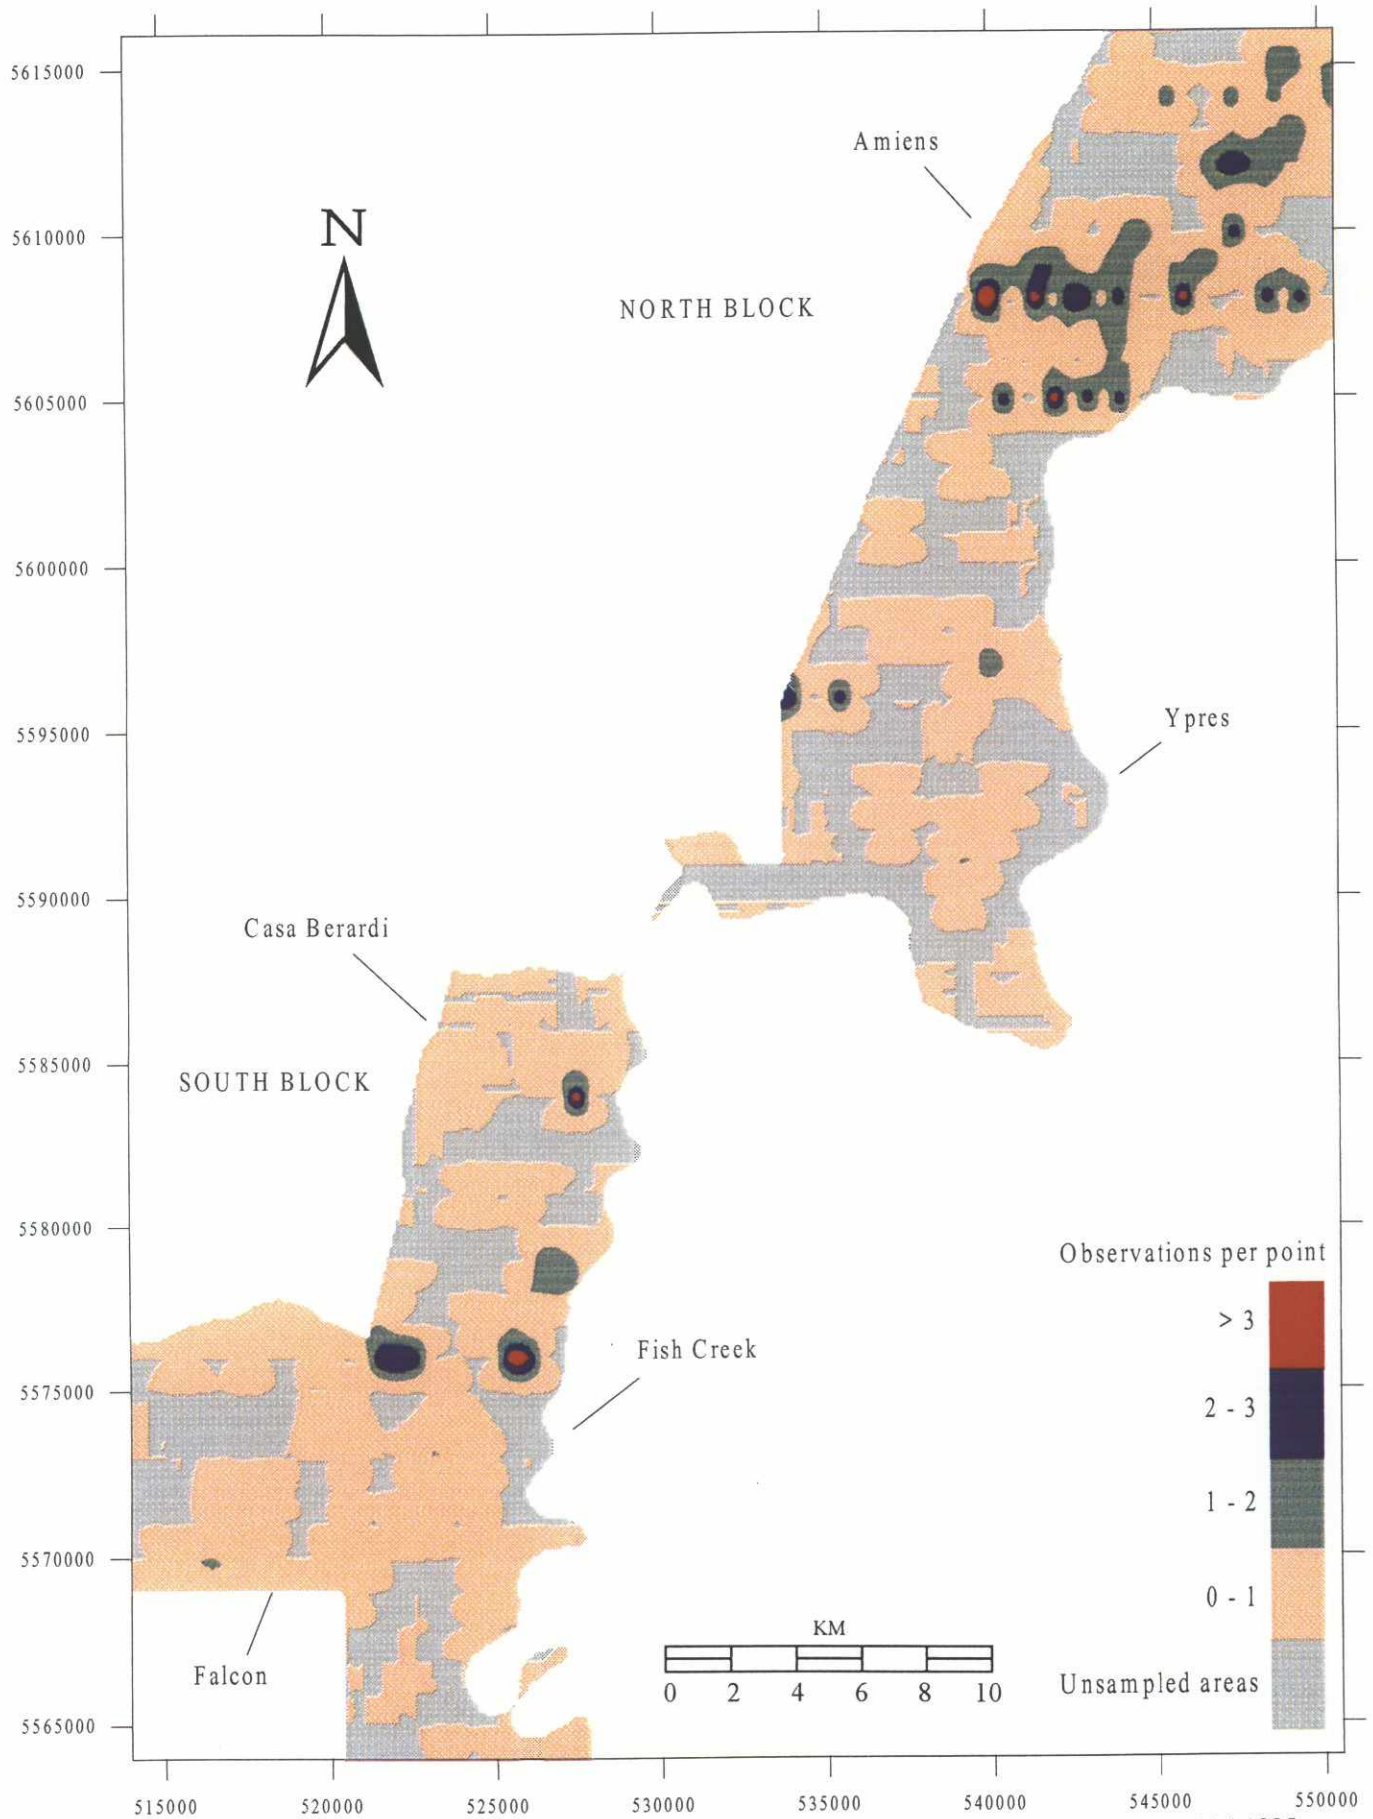 5615000
Amiens
N
5610000
NORTH BLOCK
5605000
5600000
5595000
Ypres
5590000
Casa Berardi
5585000
SOUTH BLOCK
5580000
Observations per point
> 3
Fish Creek
5575000
2 - 3
1 - 2
5570000
0 - 1
KM
Falcon
Unsampled areas
0 2 4 6 8 10
5565000
515000 520000 525000 530000 535000 540000 545000 550000